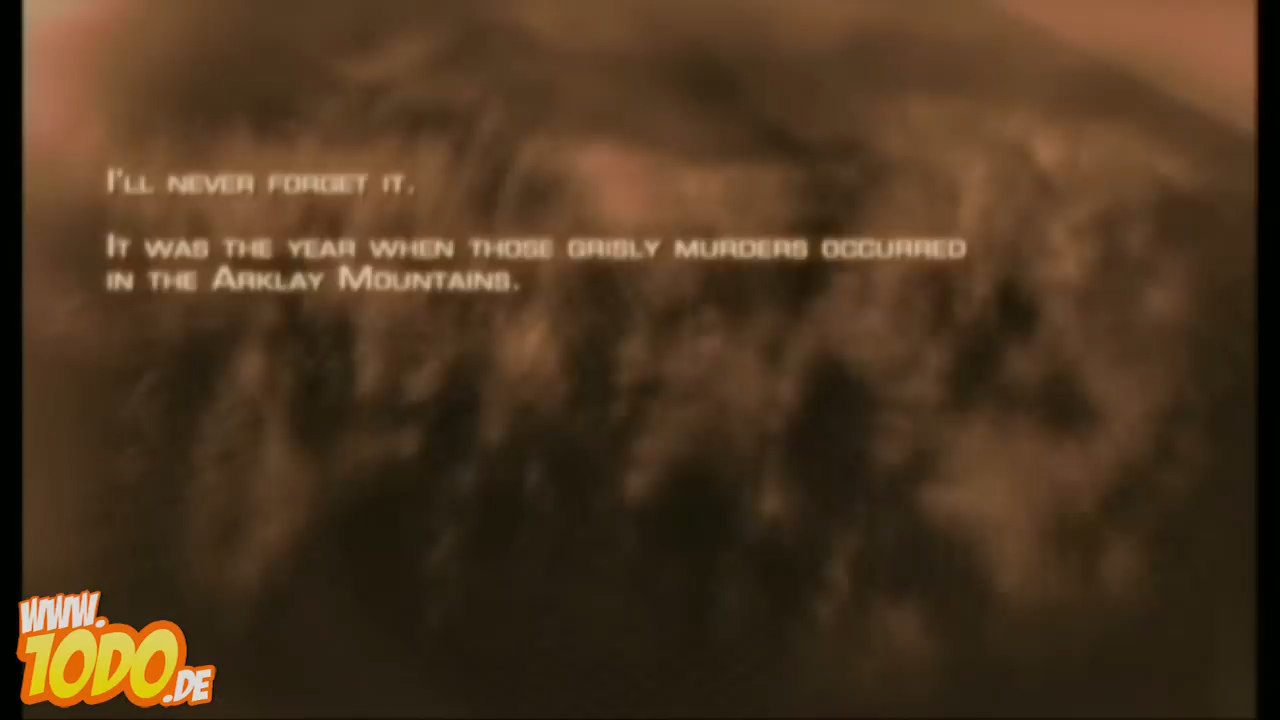 I'll never forget it.
It was the year when those grisly murders occurred
in the Arklay Mountains.
www.
1ODO.DE